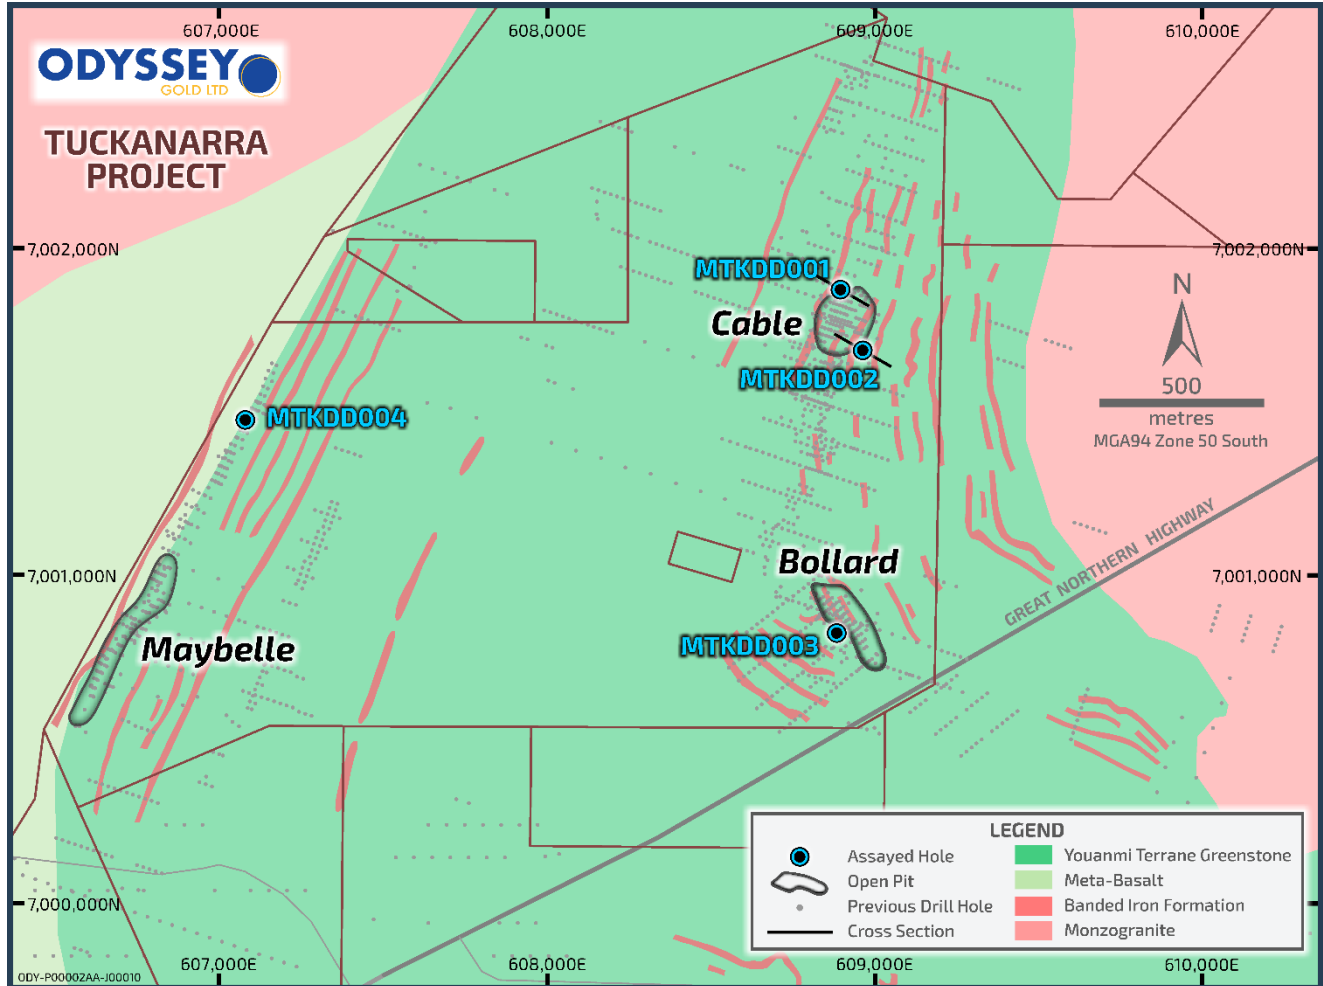 607,000E
608,000E
609,000E
610,000E
ODYSSEY
GOLD LTD
TUCKANARRA
PROJECT
7,002,000N
7,002,000N
MTKDD001
N
Cable
500
metres
MGA94 Zone 50 South
MTKDD002
MTKDD004
GREAT NORTHERN HIGHWAY
Bollard
7,001,000N
7,001,000N
Maybelle
MTKDD003
LEGEND
Assayed Hole
Open Pit
Previous Drill Hole
Cross Section
Youanmi Terrane Greenstone
Meta-Basalt
Banded Iron Formation
Monzogranite
7,000,000N
607,000E
608,000E
609,000E
610,000E
ODY-P00002AA-J00010